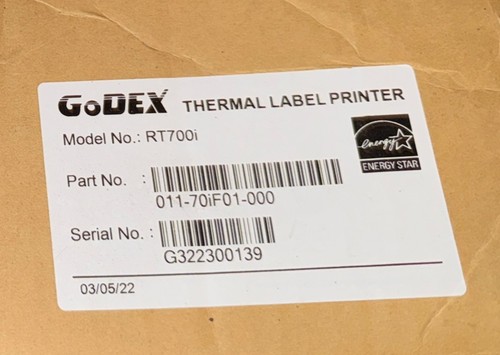 GoDEX THERMAL LABEL PRINTER
Model No.: RT700i
energy
ENERGY STAR
Part No. :
011-70iF01-000
Serial No. :
G322300139
03/05/22